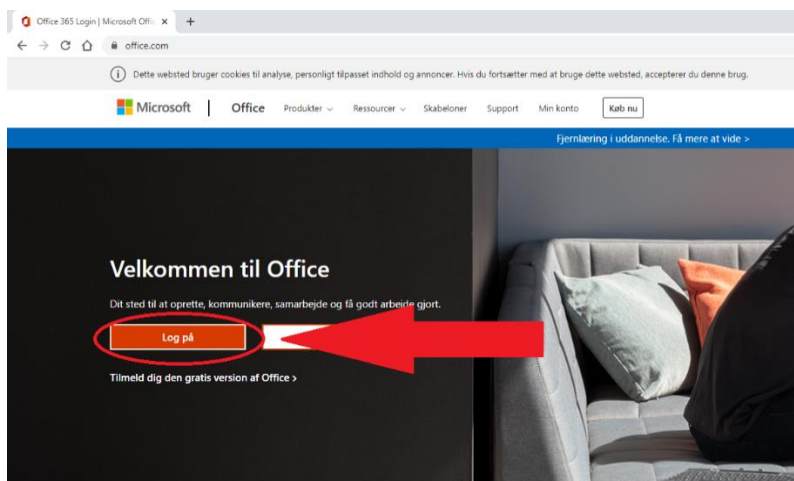 Office 365 Login | Microsoft Offi
office.com
Dette websted bruger cookies til analyse, personligt tilpasset indhold og annoncer. Hvis du fortsætter med at bruge dette websted, accepterer du denne brug.
Microsoft Office Produkter Ressourcer Skabeloner Support Min konto Køb nu
Fjernlæring i uddannelse. Få mere at vide >
Velkommen til Office
Dit sted til at oprette, kommunikere, samarbejde og få godt arbejde gjort.
Log på
Tilmeld dig den gratis version af Office >